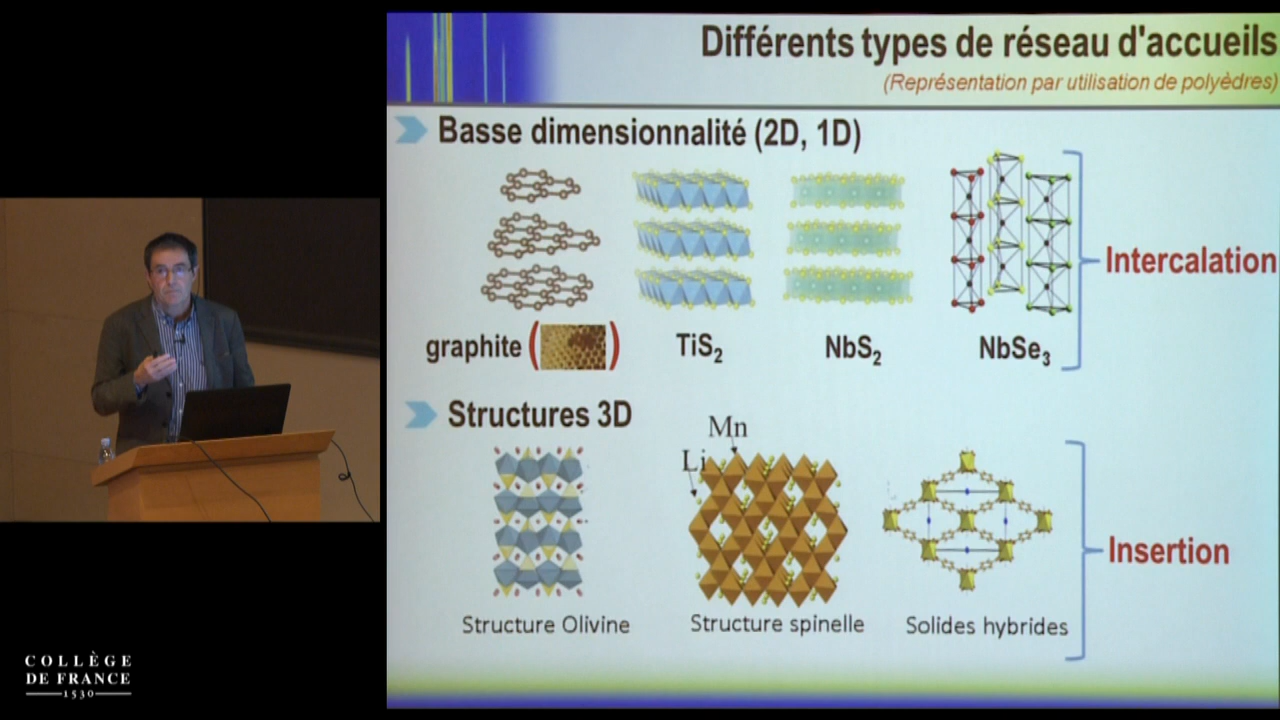 Différents types de réseau d'accueils
(Représentation par utilisation de polyèdres)
Basse dimensionnalité (2D, 1D)
Intercalation
graphite ( )
TiS2
NbS2
NbSe3
Structures 3D
Mn
Li
Insertion
Structure Olivine
Structure spinelle
Solides hybrides
COLLÈGE
DE FRANCE
1530